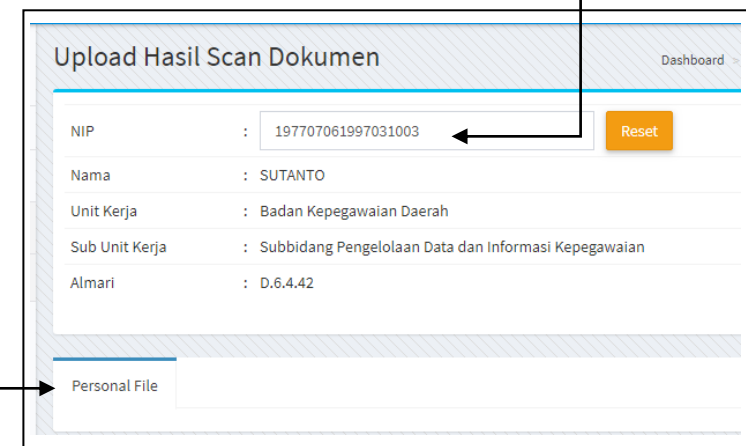 Upload Hasil Scan Dokumen Dashboard >
NIP : 197707061997031003 Reset
Nama : SUTANTO
Unit Kerja : Badan Kepegawaian Daerah
Sub Unit Kerja : Subbidang Pengelolaan Data dan Informasi Kepegawaian
Almari : D.6.4.42
Personal File